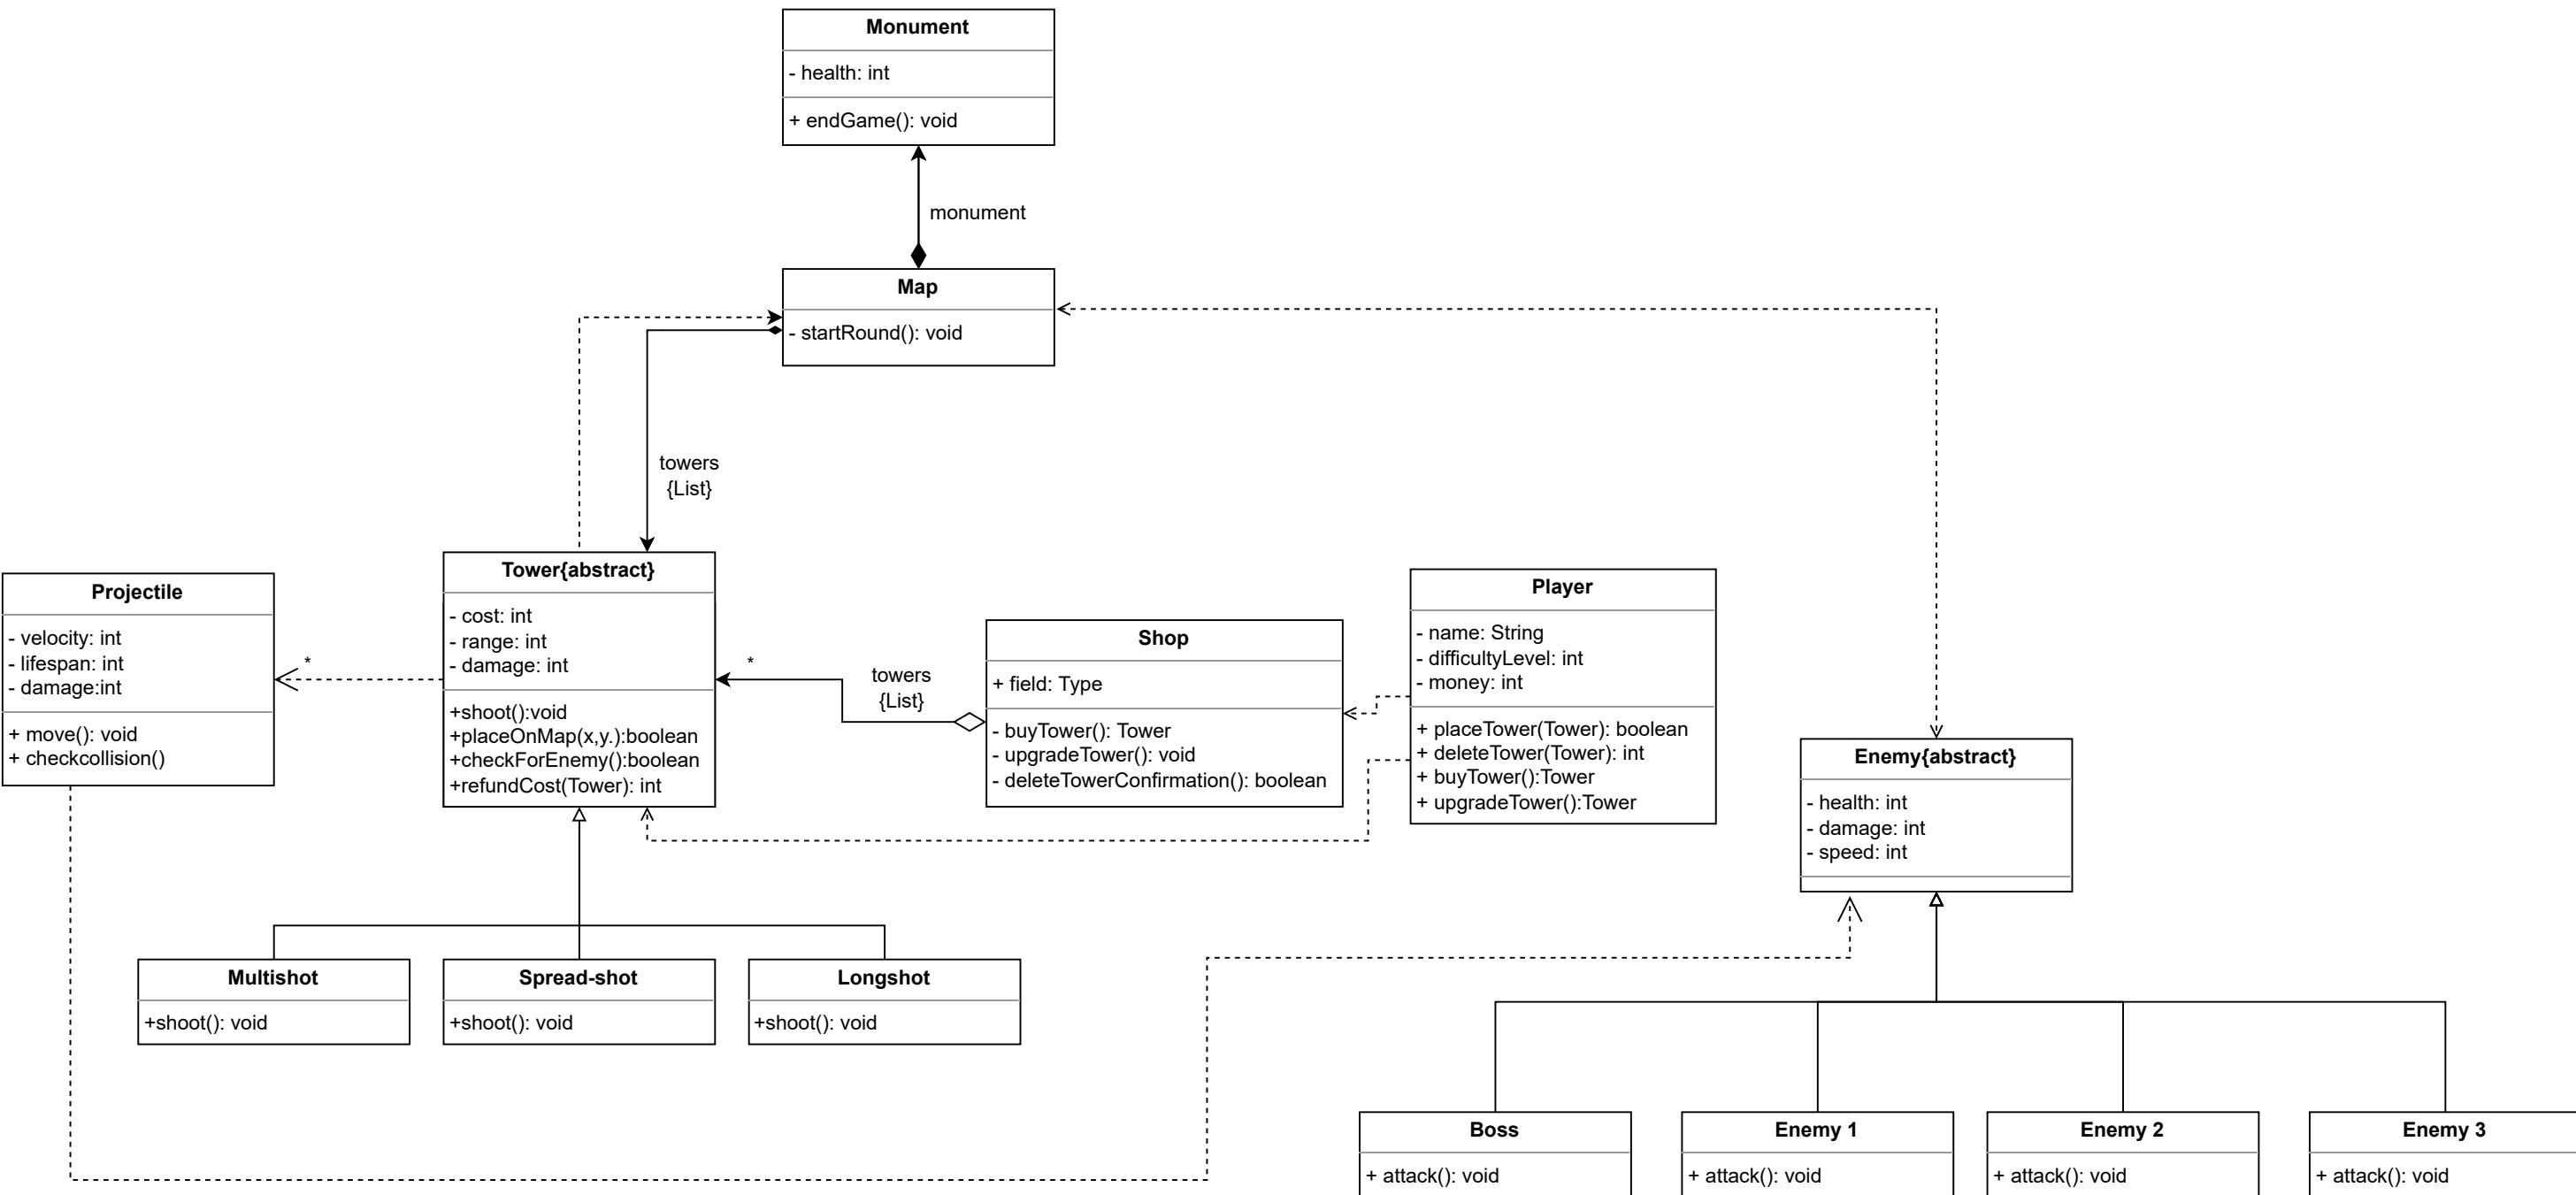 Monument
- health: int
+ endGame(): void
monument
Map
- startRound(): void
towers
{List}
Projectile
- velocity: int
- lifespan: int
- damage:int
+ move(): void
+ checkcollision()
*
Tower{abstract}
- cost: int
- range: int
- damage: int
+shoot():void
+placeOnMap(x,y.):boolean
+checkForEnemy():boolean
+refundCost(Tower): int
*
towers
{List}
Shop
+ field: Type
- buyTower(): Tower
- upgradeTower(): void
- deleteTowerConfirmation(): boolean
Player
- name: String
- difficultyLevel: int
- money: int
+ placeTower(Tower): boolean
+ deleteTower(Tower): int
+ buyTower():Tower
+ upgradeTower():Tower
Enemy{abstract}
- health: int
- damage: int
- speed: int
Multishot
+shoot(): void
Spread-shot
+shoot(): void
Longshot
+shoot(): void
Boss
+ attack(): void
Enemy 1
+ attack(): void
Enemy 2
+ attack(): void
Enemy 3
+ attack(): void